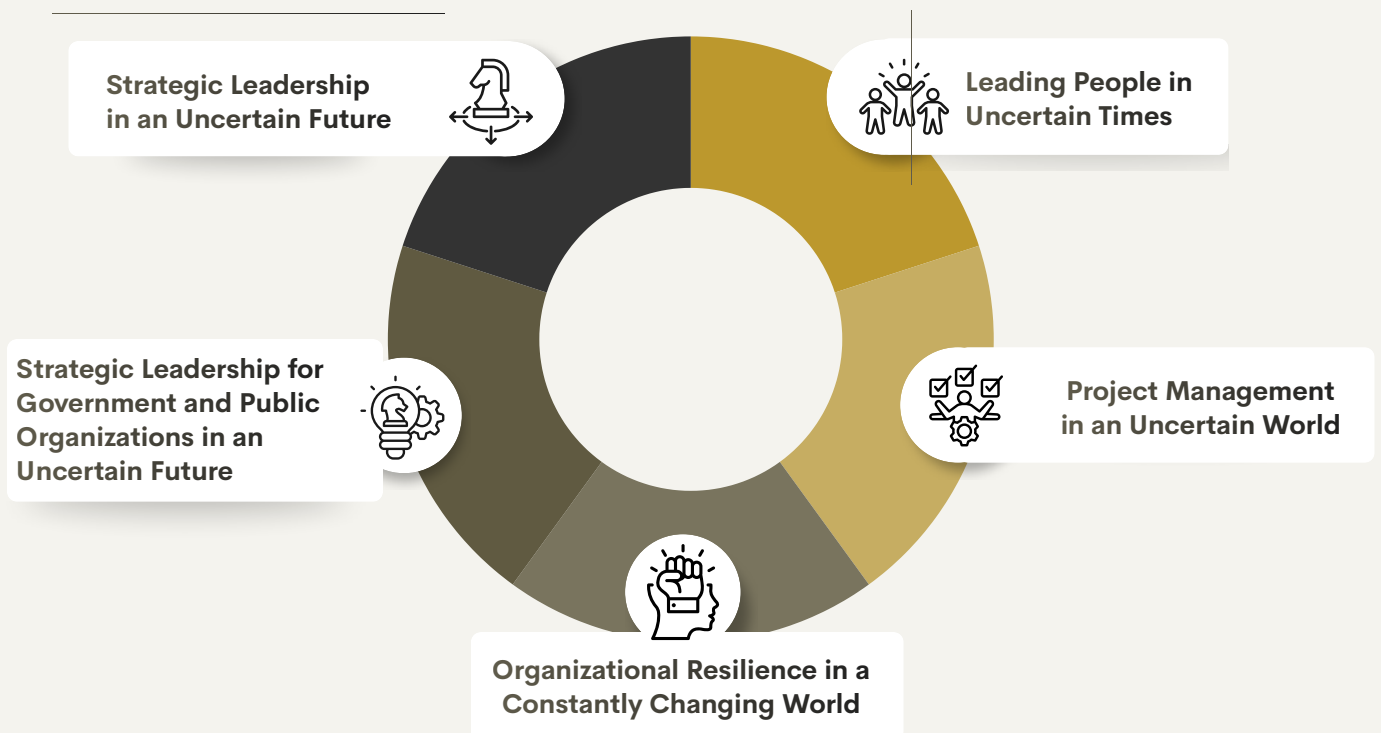 Strategic Leadership
in an Uncertain Future
Leading People in
Uncertain Times
Strategic Leadership for
Government and Public
Organizations in an
Uncertain Future
Project Management
in an Uncertain World
Organizational Resilience in a
Constantly Changing World